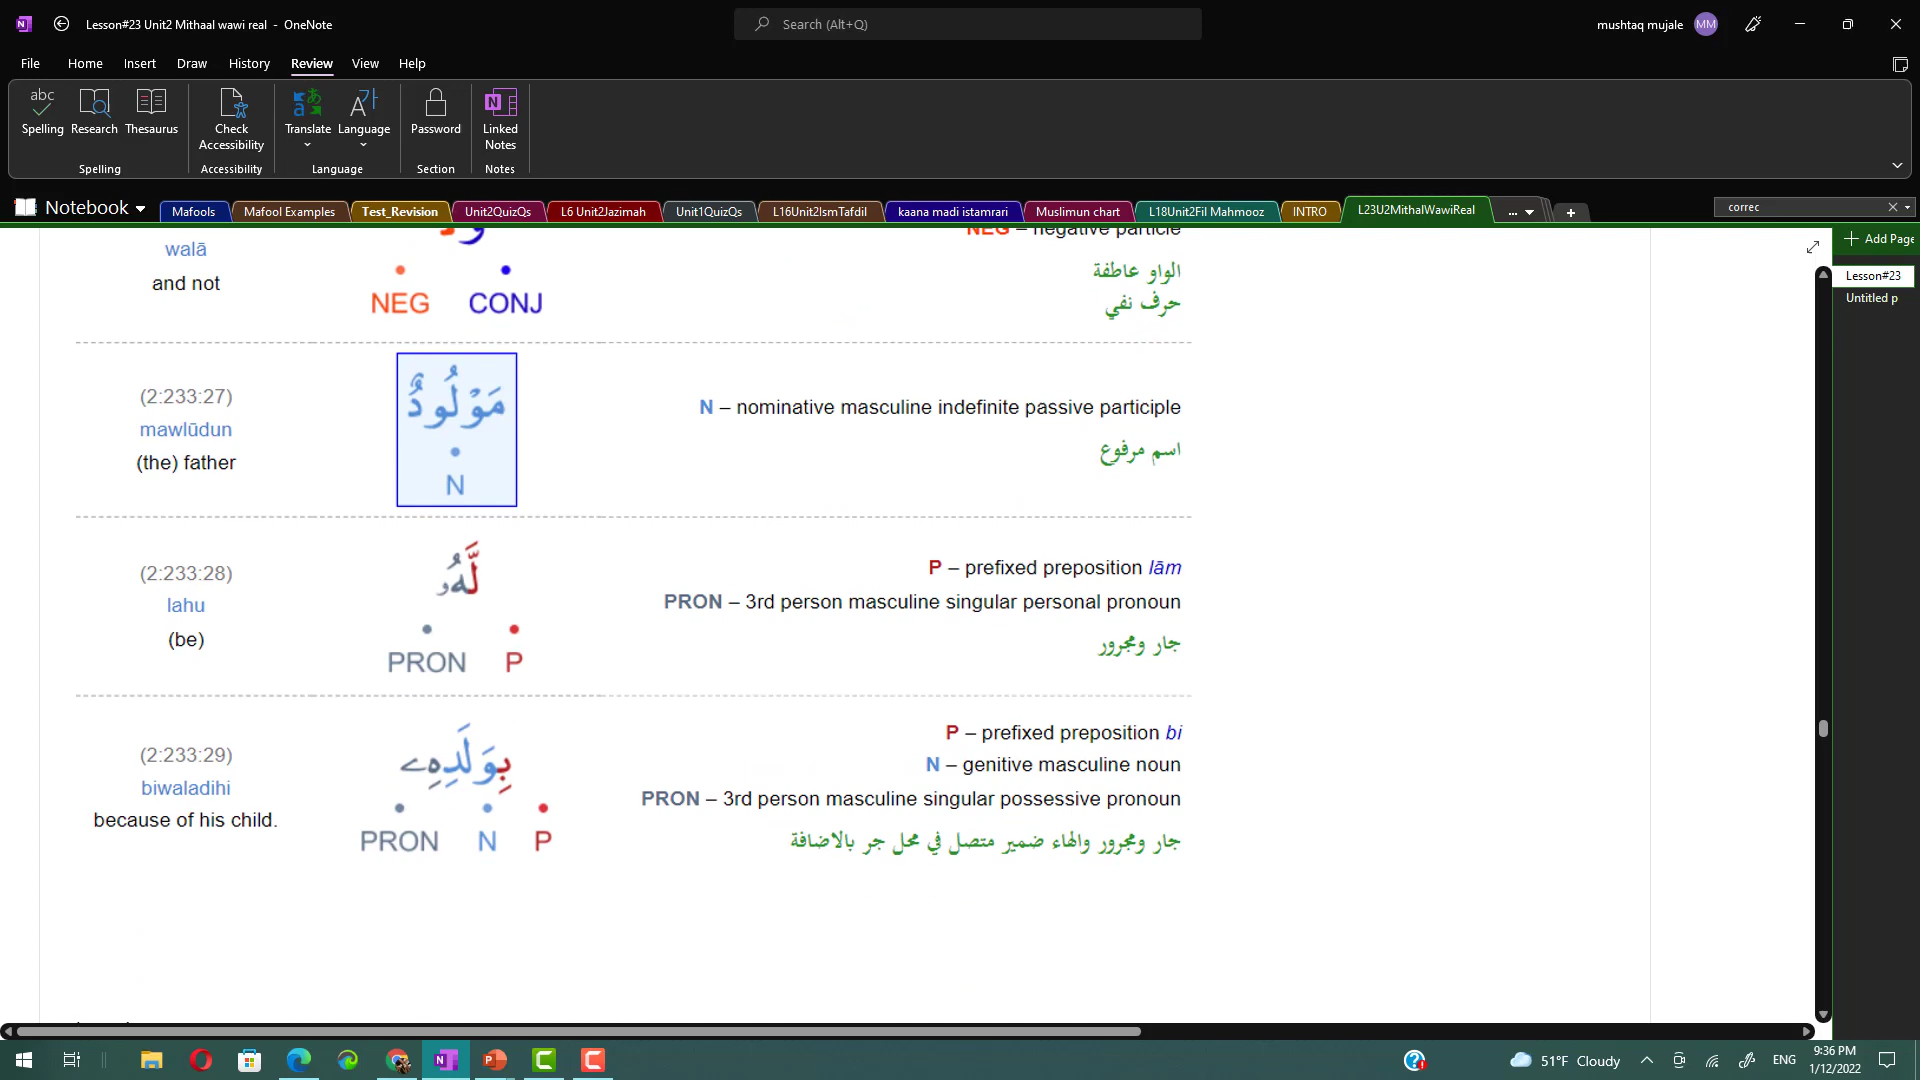 Lesson#23 Unit2 Mithaal wawi real - OneNote
Search (Alt+Q)
mushtaq mujale
MM
File Home Insert Draw History Review View Help
abc
Spelling Research Thesaurus Check Accessibility Translate Language Password Linked Notes
Spelling Accessibility Language Section Notes
Notebook
Mafools Mafool Examples Test_Revision Unit2QuizQs L6 Unit2Jazimah Unit1QuizQs L16Unit2IsmTafdil kaana madi istamrari Muslimun chart L18Unit2Fil Mahmooz INTRO L23U2MithalWawiReal ...
correc
Add Page
Lesson#23
Untitled p
walā
and not
NEG CONJ
NEG – negative particle
الواو عاطفة
حرف نفي
(2:233:27)
mawlūdun
(the) father
مَوْلُودٌ
N
N – nominative masculine indefinite passive participle
اسم مرفوع
(2:233:28)
lahu
(be)
لَّهُۥ
PRON P
P – prefixed preposition lām
PRON – 3rd person masculine singular personal pronoun
جار ومجرور
(2:233:29)
biwaladihi
because of his child.
بِوَلَدِهِۦ
PRON N P
P – prefixed preposition bi
N – genitive masculine noun
PRON – 3rd person masculine singular possessive pronoun
جار ومجرور والهاء ضمير متصل في محل جر بالاضافة
51°F Cloudy
ENG
9:36 PM
1/12/2022